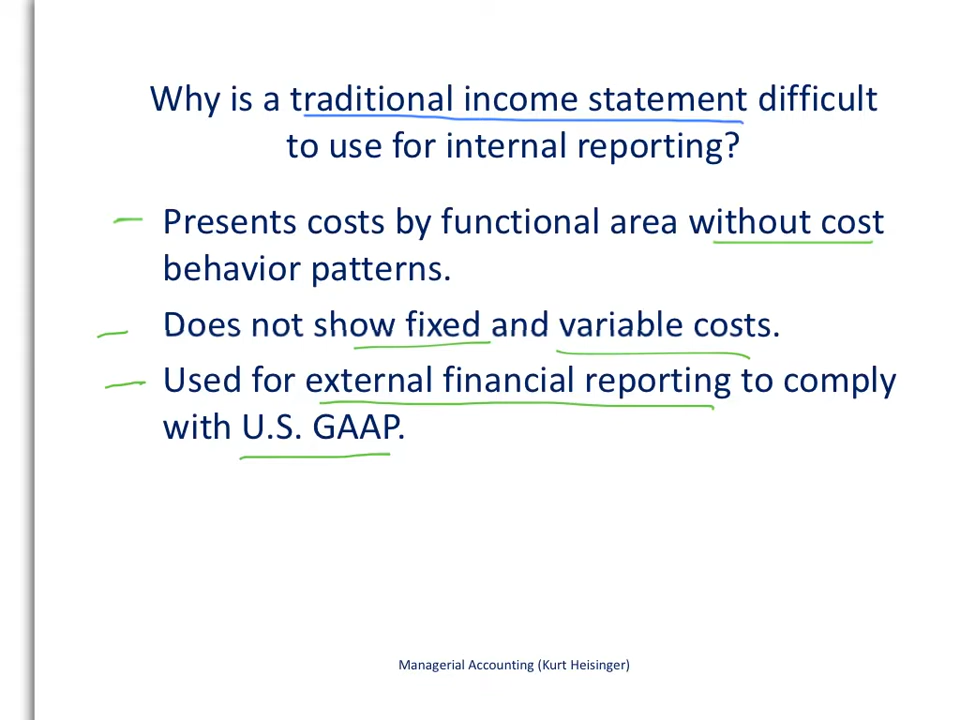 Why is a traditional income statement difficult
to use for internal reporting?
Presents costs by functional area without cost
behavior patterns.
Does not show fixed and variable costs.
Used for external financial reporting to comply
with U.S. GAAP.
Managerial Accounting (Kurt Heisinger)